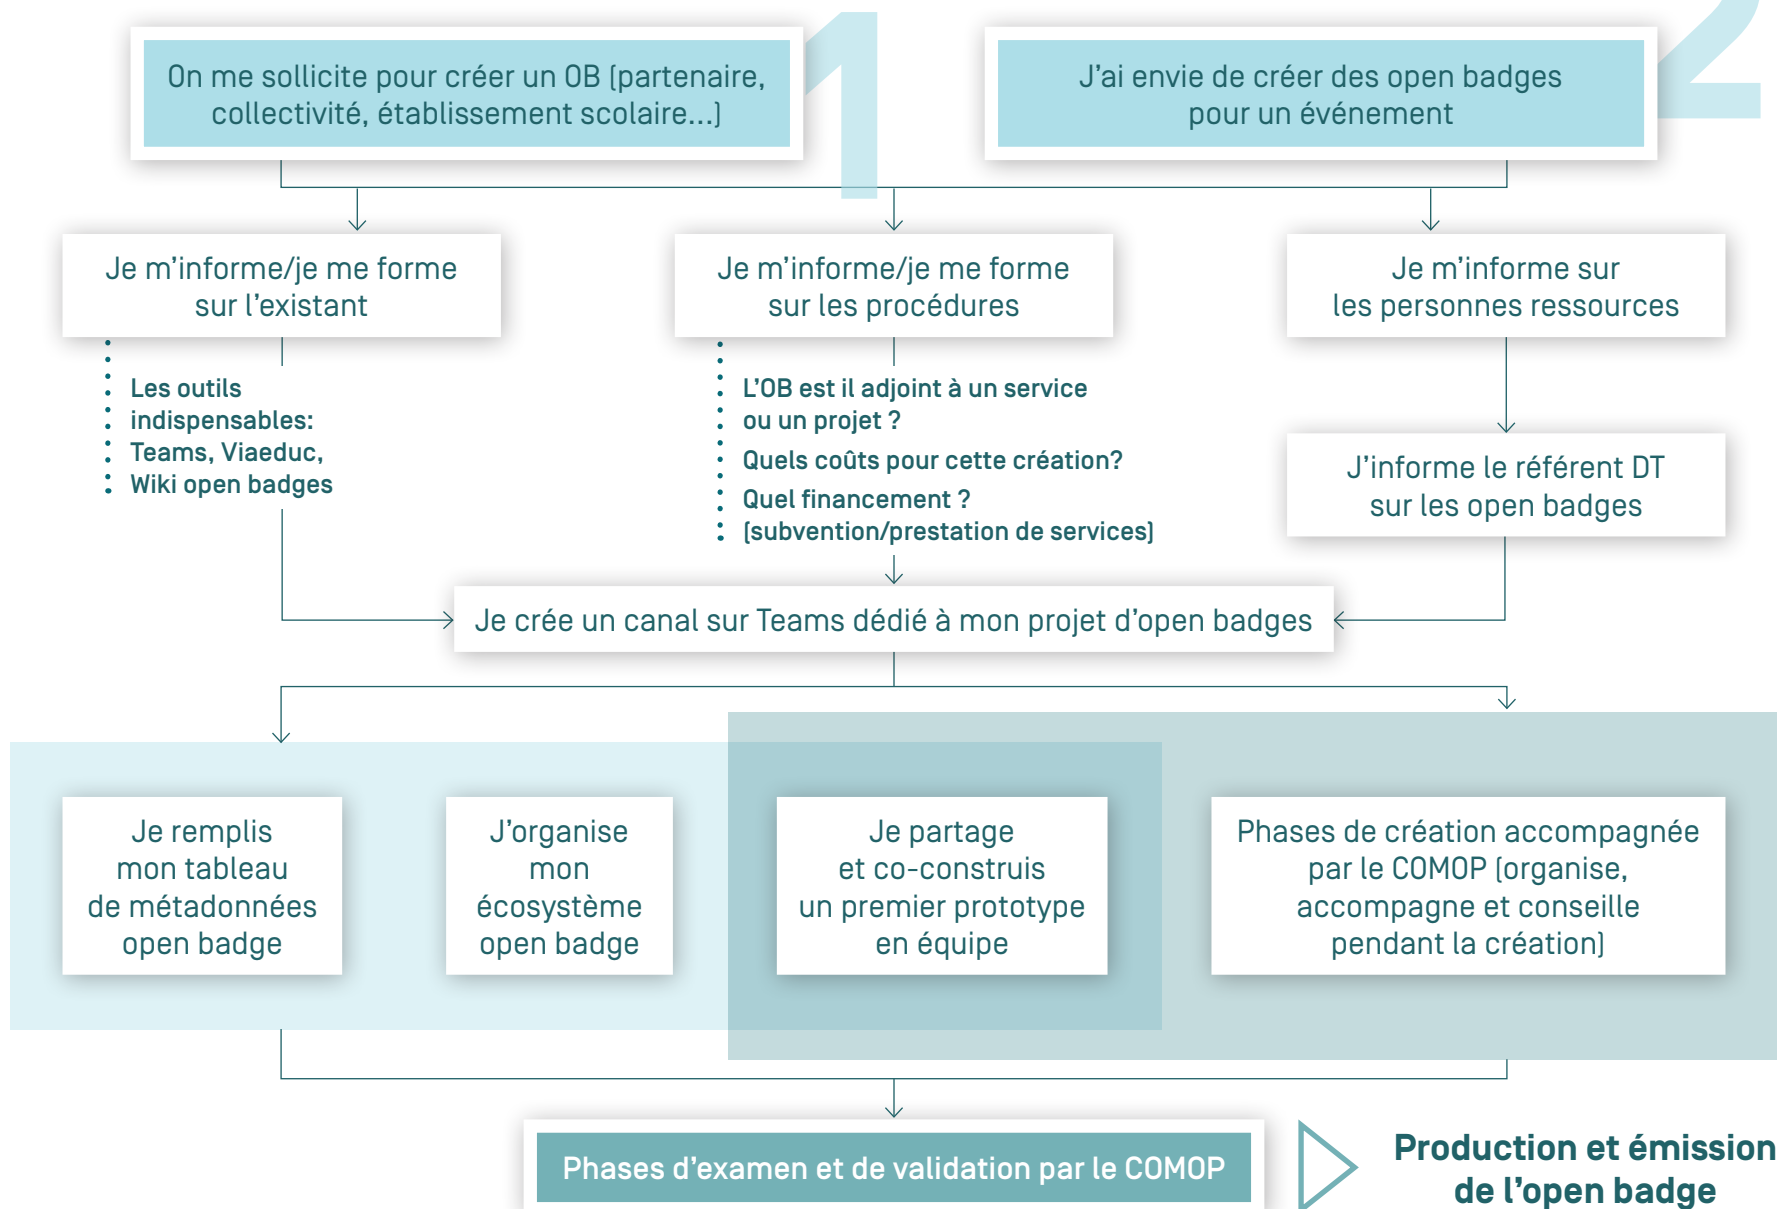 1
2
On me sollicite pour créer un OB (partenaire,
collectivité, établissement scolaire...)
J'ai envie de créer des open badges
pour un événement
Je m'informe/je me forme
sur l'existant
Je m'informe/je me forme
sur les procédures
Je m'informe sur
les personnes ressources
Les outils
indispensables:
Teams, Viaeduc,
Wiki open badges
L'OB est il adjoint à un service
ou un projet ?
Quels coûts pour cette création?
Quel financement ?
(subvention/prestation de services)
J'informe le référent DT
sur les open badges
Je crée un canal sur Teams dédié à mon projet d'open badges
Je remplis
mon tableau
de métadonnées
open badge
J'organise
mon
écosystème
open badge
Je partage
et co-construis
un premier prototype
en équipe
Phases de création accompagnée
par le COMOP (organise,
accompagne et conseille
pendant la création)
Phases d'examen et de validation par le COMOP
Production et émission
de l'open badge